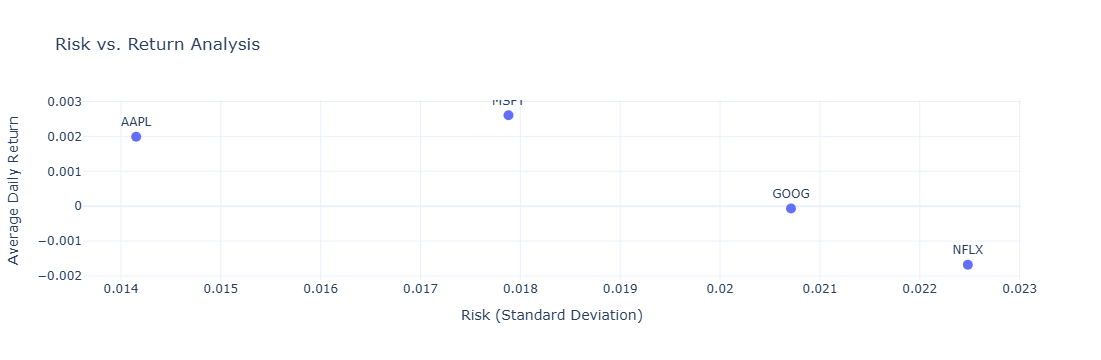 Risk vs. Return Analysis
0.003
MSFT
AAPL
0.002
0.001
GOOG
0
−0.001
NFLX
−0.002
0.014 0.015 0.016 0.017 0.018 0.019 0.02 0.021 0.022 0.023
Average Daily Return
Risk (Standard Deviation)